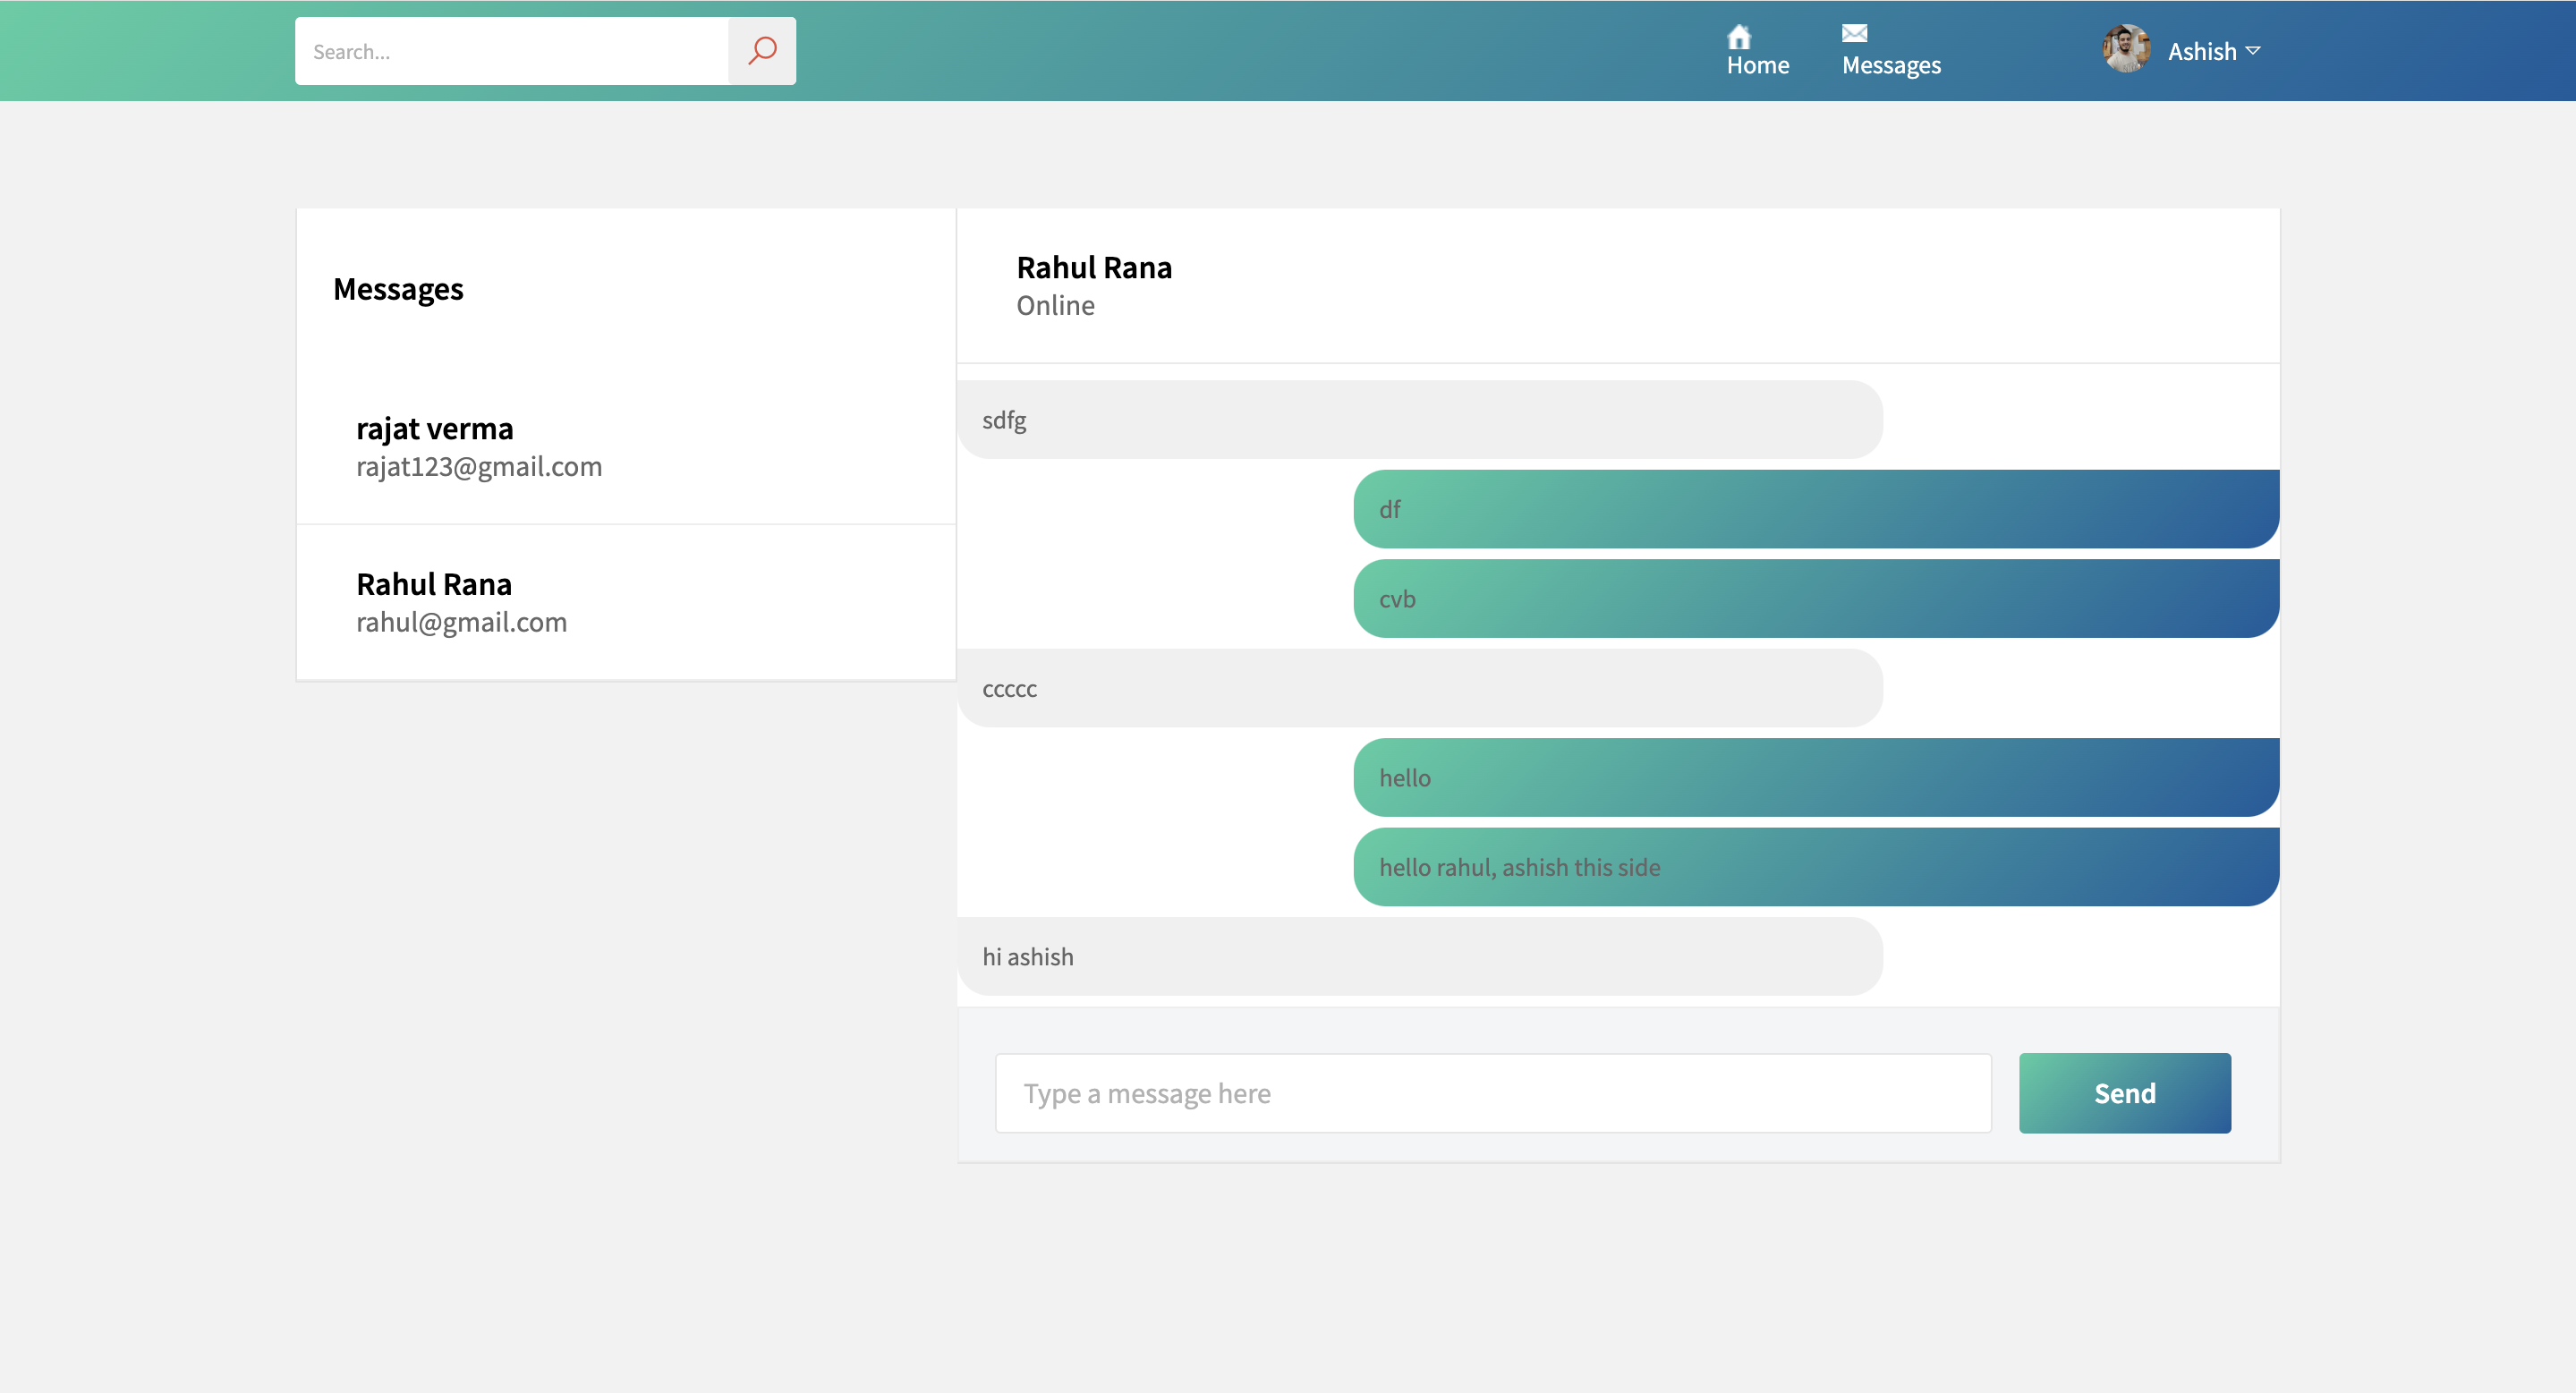 Search...
Home
Messages
Ashish
Messages
rajat verma
rajat123@gmail.com
Rahul Rana
rahul@gmail.com
Rahul Rana
Online
sdfg
df
cvb
ccccc
hello
hello rahul, ashish this side
hi ashish
Type a message here
Send